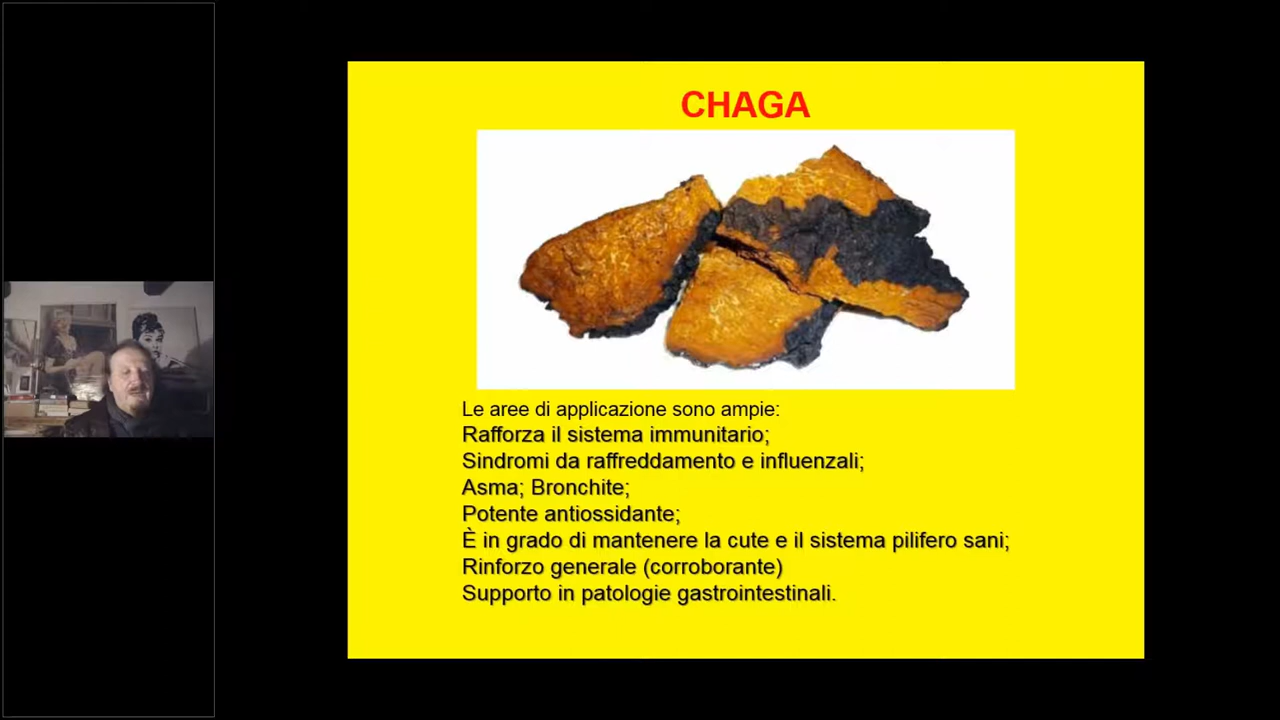 CHAGA
Le aree di applicazione sono ampie:
Rafforza il sistema immunitario;
Sindromi da raffreddamento e influenzali;
Asma; Bronchite;
Potente antiossidante;
È in grado di mantenere la cute e il sistema pilifero sani;
Rinforzo generale (corroborante)
Supporto in patologie gastrointestinali.